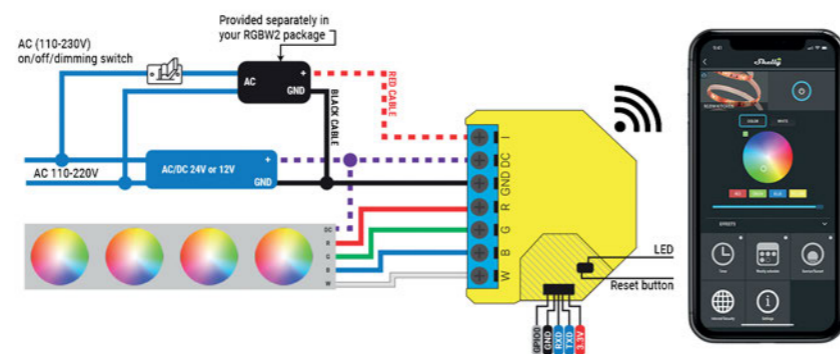 Provided separately in
your RGBW2 package
AC (110-230V)
on/off/dimming switch
AC
+
GND
RED CABLE
BLACK CABLE
AC 110-220V
AC/DC 24V or 12V
+
GND
I
DC
GND
R
G
B
W
DC
R
G
B
W
LED
Reset button
GPIO0
GND
RXD
TXD
3.3V
Shelly
COLOR
WHITE
RED
GREEN
BLUE
EFFECTS
Timer
Weekly schedule
Sunrise/Sunset
Internet/Security
Settings